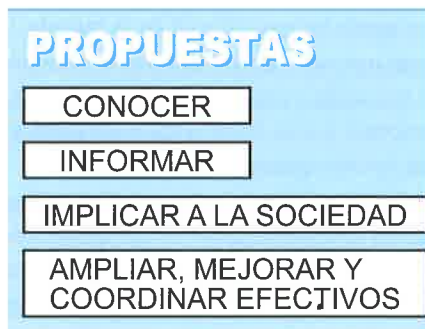 PROPUESTAS
CONOCER
INFORMAR
IMPLICAR A LA SOCIEDAD
AMPLIAR, MEJORAR Y
COORDINAR EFECTIVOS